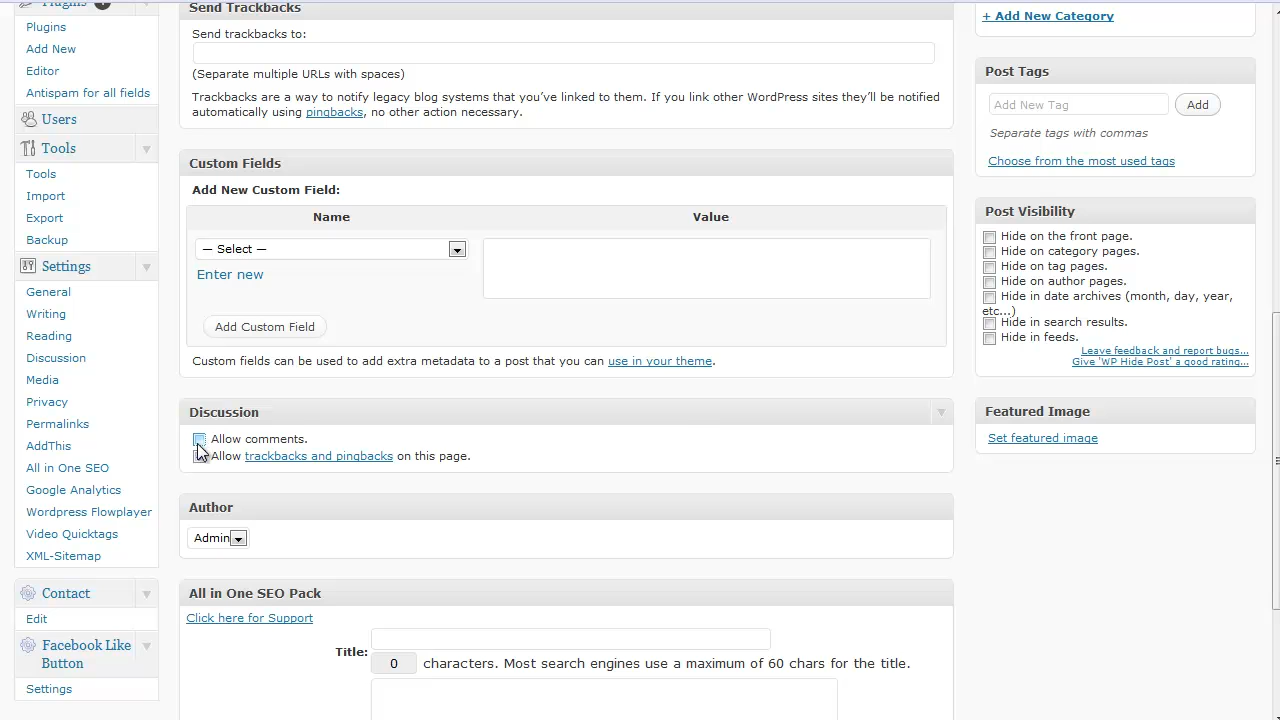 Plugins
Plugins
Add New
Editor
Antispam for all fields
Users
Tools
Tools
Import
Export
Backup
Settings
General
Writing
Reading
Discussion
Media
Privacy
Permalinks
AddThis
All in One SEO
Google Analytics
Wordpress Flowplayer
Video Quicktags
XML-Sitemap
Contact
Edit
Facebook Like
Button
Settings
Send Trackbacks
Send trackbacks to:
(Separate multiple URLs with spaces)
Trackbacks are a way to notify legacy blog systems that you've linked to them. If you link other WordPress sites they'll be notified
automatically using pingbacks, no other action necessary.
Custom Fields
Add New Custom Field:
Name Value
— Select —
Enter new
Add Custom Field
Custom fields can be used to add extra metadata to a post that you can use in your theme.
Discussion
Allow comments.
Allow trackbacks and pingbacks on this page.
Author
Admin
All in One SEO Pack
Click here for Support
Title:
0 characters. Most search engines use a maximum of 60 chars for the title.
+ Add New Category
Post Tags
Add New Tag Add
Separate tags with commas
Choose from the most used tags
Post Visibility
Hide on the front page.
Hide on category pages.
Hide on tag pages.
Hide on author pages.
Hide in date archives (month, day, year,
etc...)
Hide in search results.
Hide in feeds.
Leave feedback and report bugs...
Give 'WP Hide Post' a good rating...
Featured Image
Set featured image